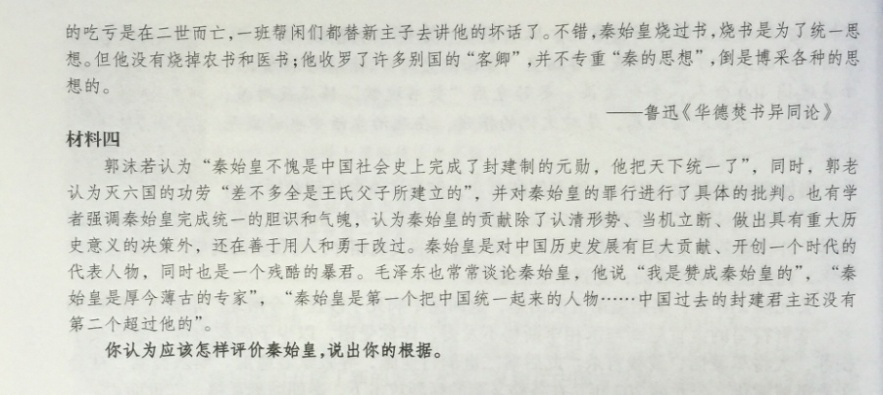 的吃亏是在二世而亡，一班帮闲们都替新主子去讲他的坏话了。不错，秦始皇烧过书，烧书是为了统一思
想。但他没有烧掉农书和医书；他收罗了许多别国的“客卿”，并不专重“秦的思想”，倒是博采各种的思
想的。
——鲁迅《华德焚书异同论》
材料四
郭沫若认为“秦始皇不愧是中国社会史上完成了封建制的元勋，他把天下统一了”，同时，郭老
认为灭六国的功劳“差不多全是王氏父子所建立的”，并对秦始皇的罪行进行了具体的批判。也有学
者强调秦始皇完成统一的胆识和气魄，认为秦始皇的贡献除了认清形势、当机立断、做出具有重大历
史意义的决策外，还在善于用人和勇于改过。秦始皇是对中国历史发展有巨大贡献、开创一个时代的
代表人物，同时也是一个残酷的暴君。毛泽东也常常谈论秦始皇，他说“我是赞成秦始皇的”，“秦
始皇是厚今薄古的专家”，“秦始皇是第一个把中国统一起来的人物……中国过去的封建君主还没有
第二个超过他的”。
你认为应该怎样评价秦始皇，说出你的根据。